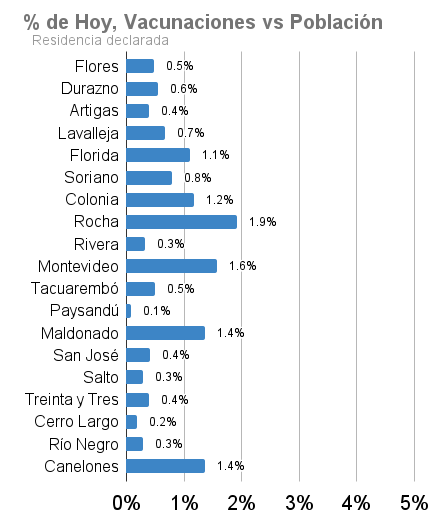 % de Hoy, Vacunaciones vs Población
Residencia declarada
Flores 0.5%
Durazno 0.6%
Artigas 0.4%
Lavalleja 0.7%
Florida 1.1%
Soriano 0.8%
Colonia 1.2%
Rocha 1.9%
Rivera 0.3%
Montevideo 1.6%
Tacuarembó 0.5%
Paysandú 0.1%
Maldonado 1.4%
San José 0.4%
Salto 0.3%
Treinta y Tres 0.4%
Cerro Largo 0.2%
Río Negro 0.3%
Canelones 1.4%
0% 1% 2% 3% 4% 5%